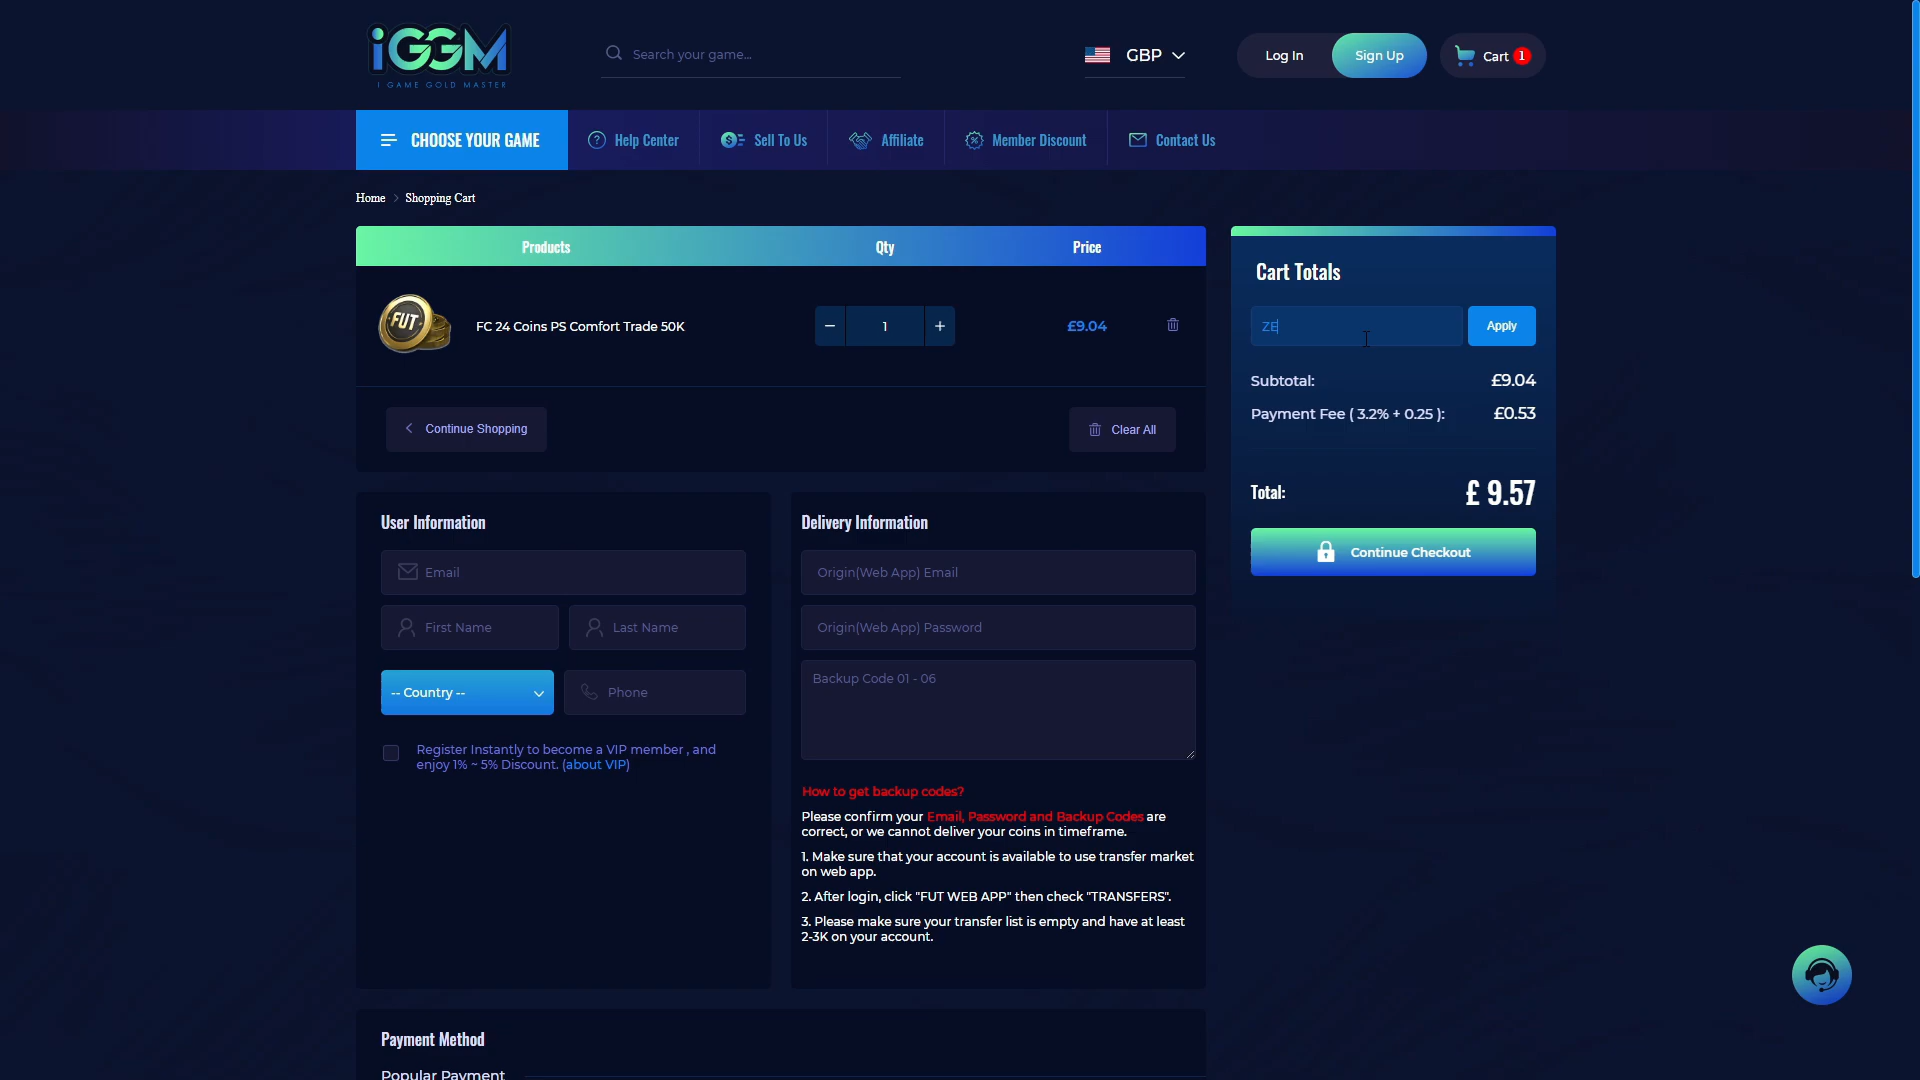 iGGM
I GAME GOLD MASTER
Search your game...
GBP
Log In
Sign Up
Cart 1
CHOOSE YOUR GAME
Help Center
Sell To Us
Affiliate
Member Discount
Contact Us
Home > Shopping Cart
Products Qty Price
FUT
FC 24 Coins PS Comfort Trade 50K
− 1 +
£9.04
Continue Shopping
Clear All
Cart Totals
ZE
Apply
Subtotal: £9.04
Payment Fee ( 3.2% + 0.25 ): £0.53
Total: £ 9.57
Continue Checkout
User Information
Email
First Name
Last Name
-- Country --
Phone
Register Instantly to become a VIP member , and
enjoy 1% ~ 5% Discount. (about VIP)
Delivery Information
Origin(Web App) Email
Origin(Web App) Password
Backup Code 01 - 06
How to get backup codes?
Please confirm your Email, Password and Backup Codes are
correct, or we cannot deliver your coins in timeframe.
1. Make sure that your account is available to use transfer market
on web app.
2. After login, click "FUT WEB APP" then check "TRANSFERS".
3. Please make sure your transfer list is empty and have at least
2-3K on your account.
Payment Method
Popular Payment